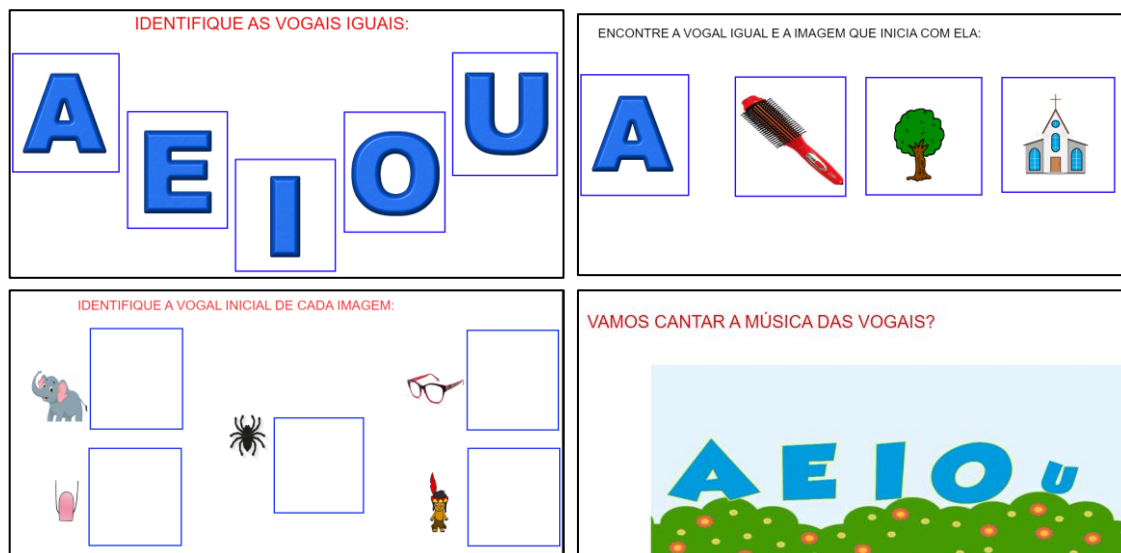 IDENTIFIQUE AS VOGAIS IGUAIS:
A E I O U
ENCONTRE A VOGAL IGUAL E A IMAGEM QUE INICIA COM ELA:
A
IDENTIFIQUE A VOGAL INICIAL DE CADA IMAGEM:
VAMOS CANTAR A MÚSICA DAS VOGAIS?
A E I O U